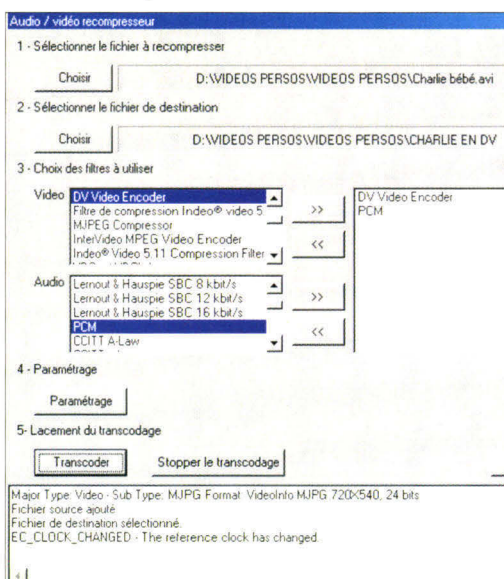 Audio / vidéo recompresseur
1 - Sélectionner le fichier à recompresser
Choisir
D:\VIDEOS PERSOS\VIDEOS PERSOS\Charlie bébé.avi
2 - Sélectionner le fichier de destination
Choisir
D:\VIDEOS PERSOS\VIDEOS PERSOS\CHARLIE EN DV
3 - Choix des filtres à utiliser
Video
DV Video Encoder
Filtre de compression Indeo® video 5
MJPEG Compressor
InterVideo MPEG Video Encoder
Indeo® Video 5.11 Compression Filter
>>
<<
DV Video Encoder
PCM
Audio
Lernout & Hauspie SBC 8 kbit/s
Lernout & Hauspie SBC 12 kbit/s
Lernout & Hauspie SBC 16 kbit/s
PCM
CCITT A-Law
>>
<<
4 - Paramétrage
Paramétrage
5- Lacement du transcodage
Transcoder
Stopper le transcodage
Major Type: Video - Sub Type: MJPG Format: VideoInfo MJPG 720X540, 24 bits
Fichier source ajouté
Fichier de destination sélectionné.
EC_CLOCK_CHANGED - The reference clock has changed.